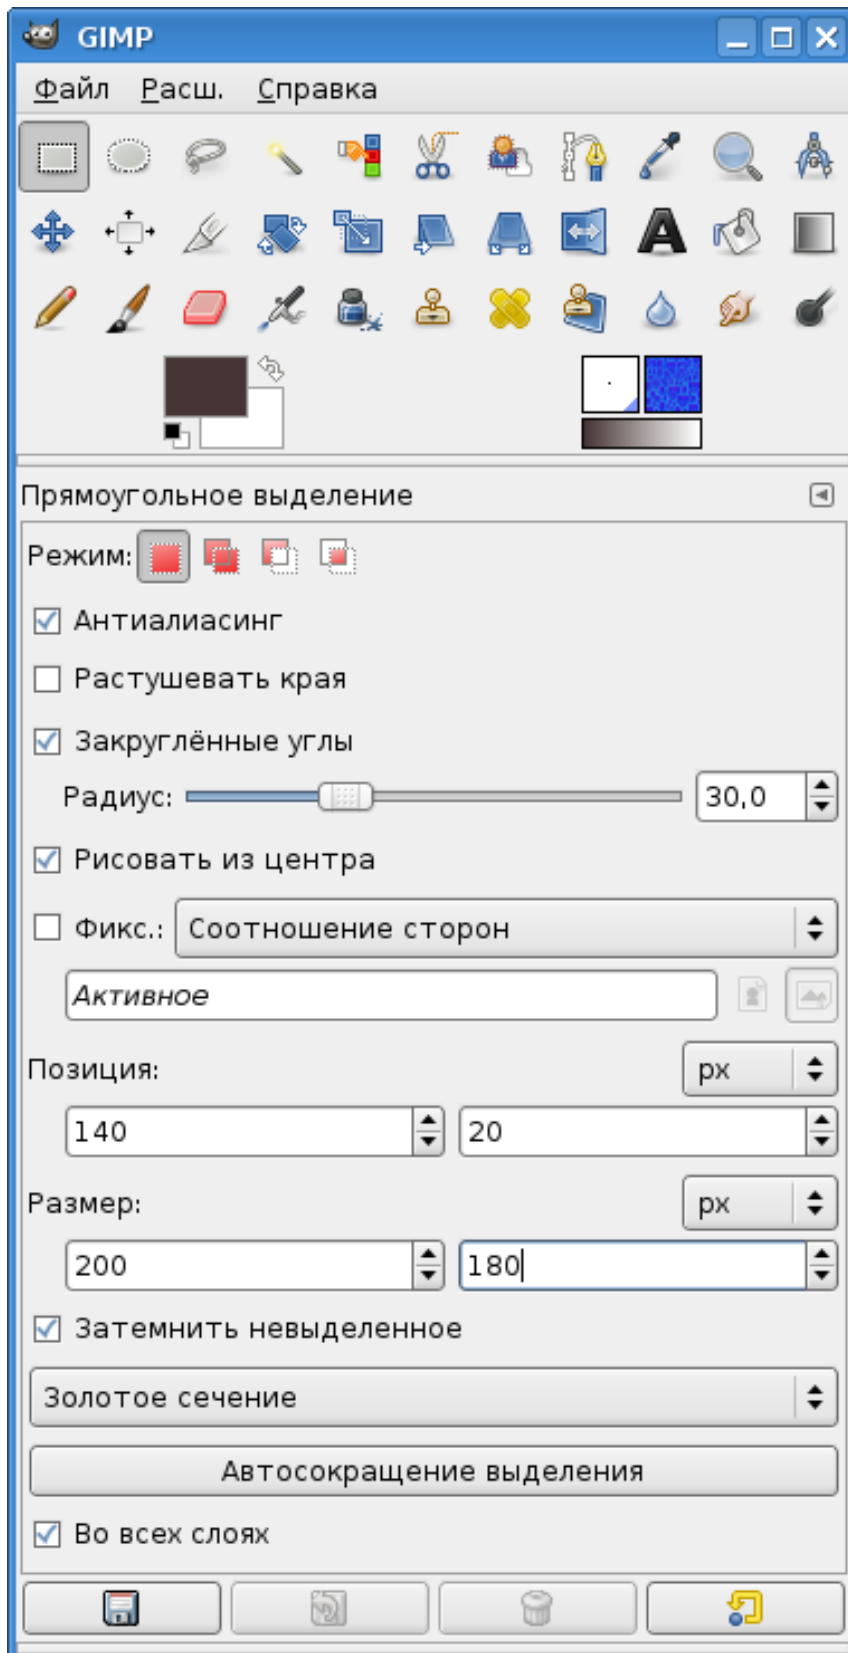 GIMP
Файл Расш. Справка
Прямоугольное выделение
Режим:
Антиалиасинг
Растушевать края
Закруглённые углы
Радиус: 30,0
Рисовать из центра
Фикс.: Соотношение сторон
Активное
Позиция: px
140 20
Размер: px
200 180
Затемнить невыделенное
Золотое сечение
Автосокращение выделения
Во всех слоях